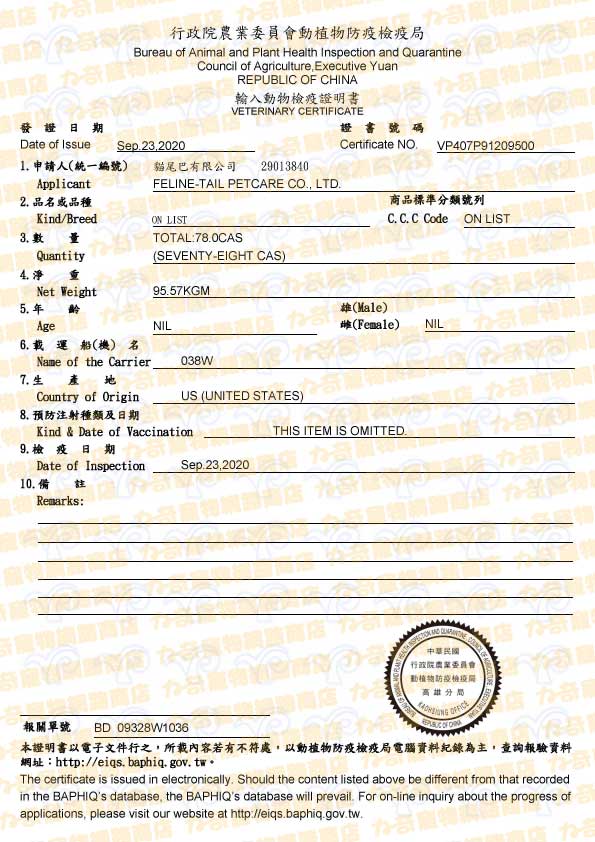 行政院農業委員會動植物防疫檢疫局
Bureau of Animal and Plant Health Inspection and Quarantine
Council of Agriculture,Executive Yuan
REPUBLIC OF CHINA
輸入動物檢疫證明書
VETERINARY CERTIFICATE
發 證 日 期 證 書 號 碼
Date of Issue Sep.23,2020 Certificate NO. VP407P91209500
1.申請人(統一編號) 貓尾巴有限公司 29013840
Applicant FELINE-TAIL PETCARE CO., LTD.
2.品名或品種 商品標準分類號列
Kind/Breed ON LIST C.C.C Code ON LIST
3.數 量 TOTAL:78.0CAS
Quantity (SEVENTY-EIGHT CAS)
4.淨 重
Net Weight 95.57KGM
5.年 齡 雄(Male)
Age NIL 雌(Female) NIL
6.載 運 船(機) 名
Name of the Carrier 038W
7.生 產 地
Country of Origin US (UNITED STATES)
8.預防注射種類及日期
Kind & Date of Vaccination THIS ITEM IS OMITTED.
9.檢 疫 日 期
Date of Inspection Sep.23,2020
10.備 註
Remarks:
BUREAU OF ANIMAL AND PLANT HEALTH INSPECTION AND QUARANTINE, COUNCIL OF AGRICULTURE, EXECUTIVE YUAN
中華民國
行政院農業委員會
動植物防疫檢疫局
高雄分局
KAOHSIUNG OFFICE
REPUBLIC OF CHINA
報關單號 BD 09328W1036
本證明書以電子文件行之，所載內容若有不符處，以動植物防疫檢疫局電腦資料紀錄為主，查詢報驗資料
網址：http://eiqs.baphiq.gov.tw。
The certificate is issued in electronically. Should the content listed above be different from that recorded
in the BAPHIQ's database, the BAPHIQ's database will prevail. For on-line inquiry about the progress of
applications, please visit our website at http://eiqs.baphiq.gov.tw.